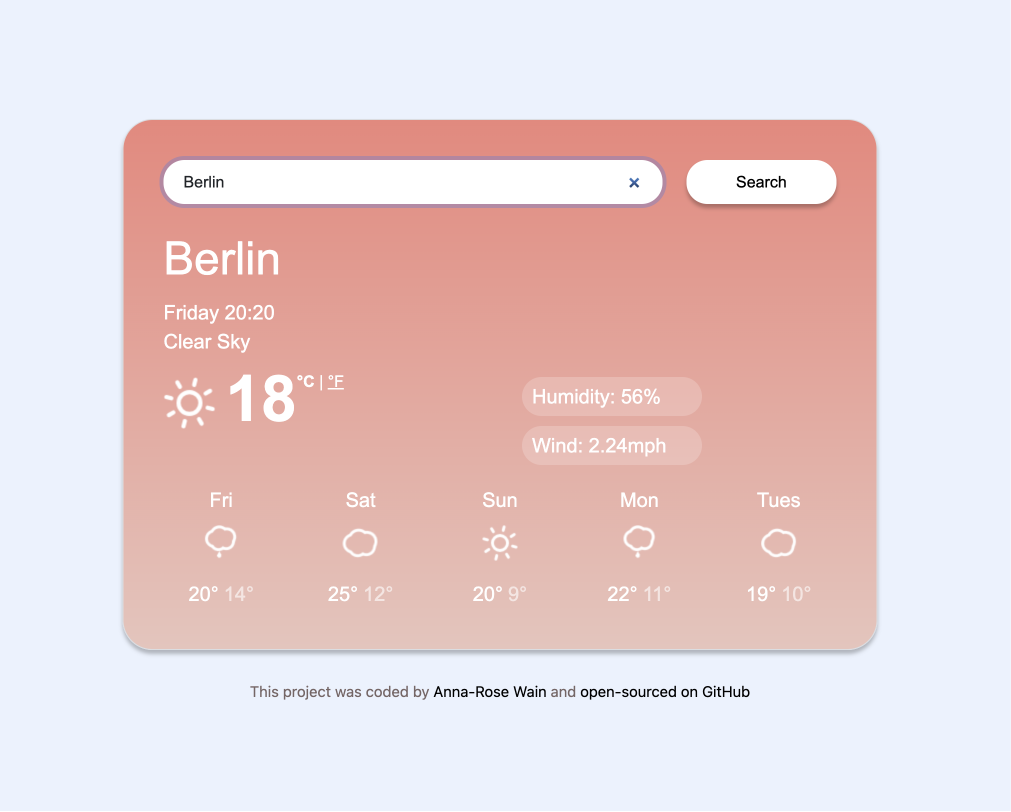 Berlin × Search
Berlin
Friday 20:20
Clear Sky
18 °C | °F
Humidity: 56%
Wind: 2.24mph
Fri Sat Sun Mon Tues
20° 14° 25° 12° 20° 9° 22° 11° 19° 10°
This project was coded by Anna-Rose Wain and open-sourced on GitHub